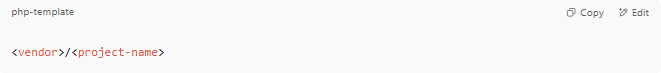 php-template
Copy
Edit
<vendor>/<project-name>